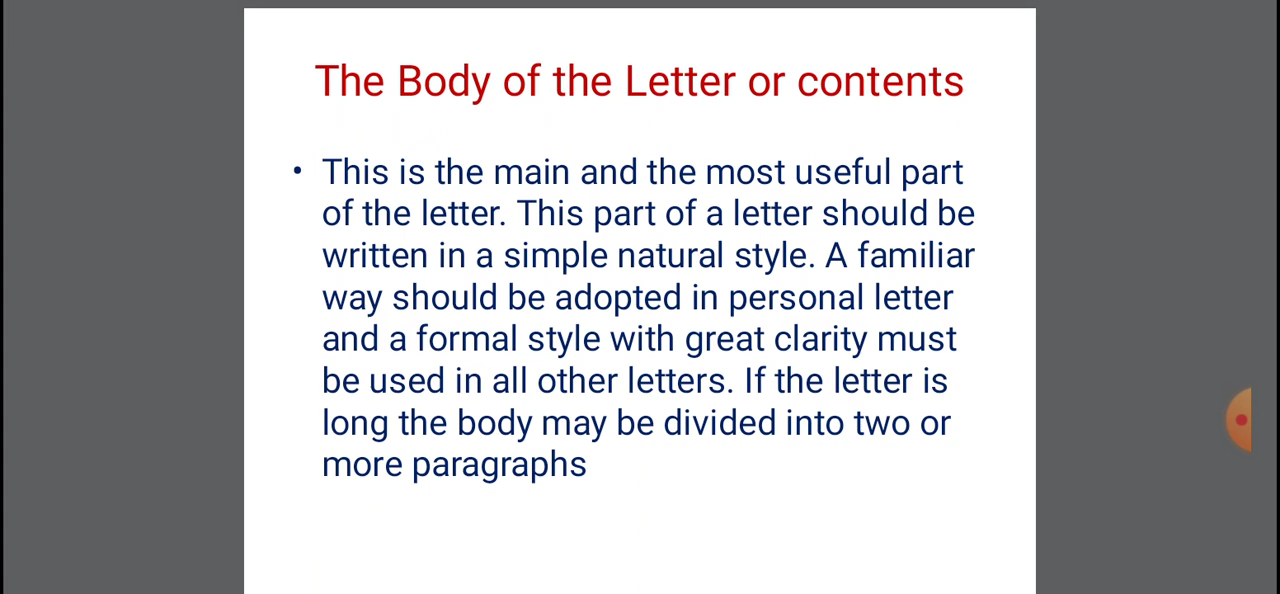 The Body of the Letter or contents
• This is the main and the most useful part
of the letter. This part of a letter should be
written in a simple natural style. A familiar
way should be adopted in personal letter
and a formal style with great clarity must
be used in all other letters. If the letter is
long the body may be divided into two or
more paragraphs